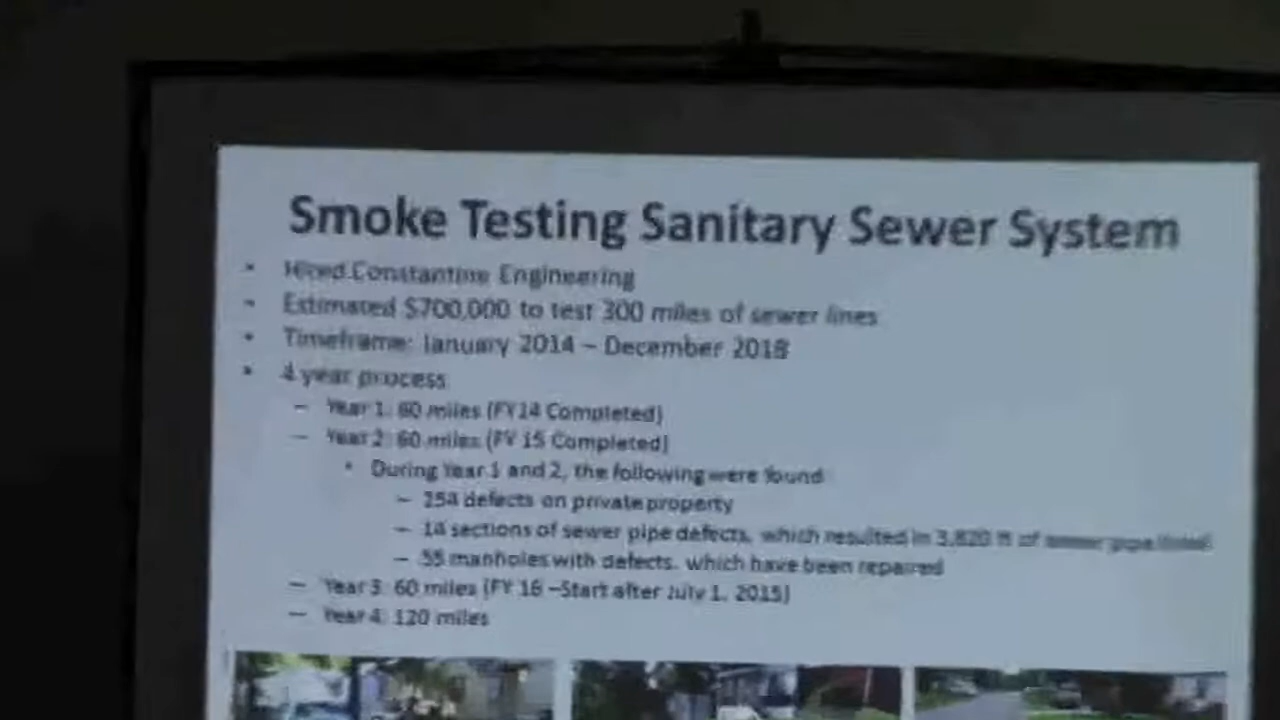 Smoke Testing Sanitary Sewer System
• Hired Constantine Engineering
• Estimated $700,000 to test 300 miles of sewer lines
• Timeframe: January 2014 – December 2018
• 4 year process
– Year 1: 60 miles (FY14 Completed)
– Year 2: 60 miles (FY 15 Completed)
• During Year 1 and 2, the following were found
– 254 defects on private property
– 14 sections of sewer pipe defects, which resulted in 3,820 ft of sewer pipe
– 55 manholes with defects, which have been repaired
– Year 3: 60 miles (FY 16 –Start after July 1, 2015)
– Year 4: 120 miles